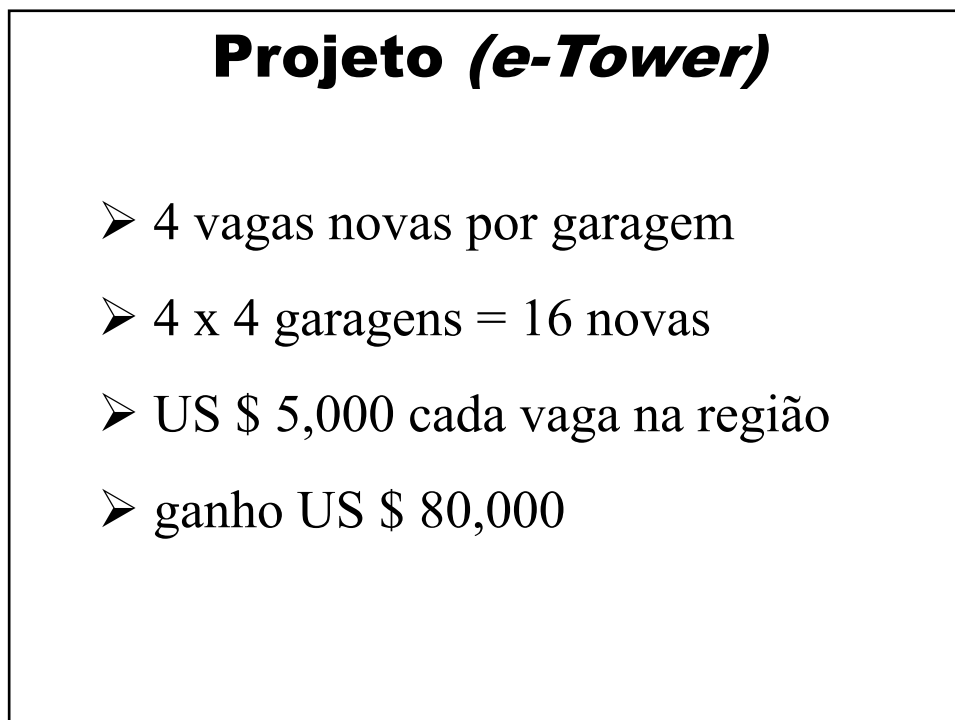 Projeto (e-Tower)
➢ 4 vagas novas por garagem
➢ 4 x 4 garagens = 16 novas
➢ US $ 5,000 cada vaga na região
➢ ganho US $ 80,000